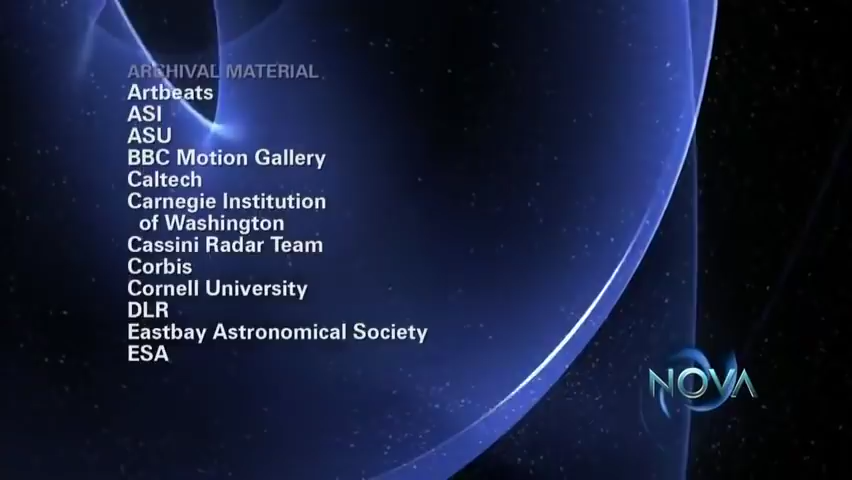 ARCHIVAL MATERIAL
Artbeats
ASI
ASU
BBC Motion Gallery
Caltech
Carnegie Institution
of Washington
Cassini Radar Team
Corbis
Cornell University
DLR
Eastbay Astronomical Society
ESA
NOVA